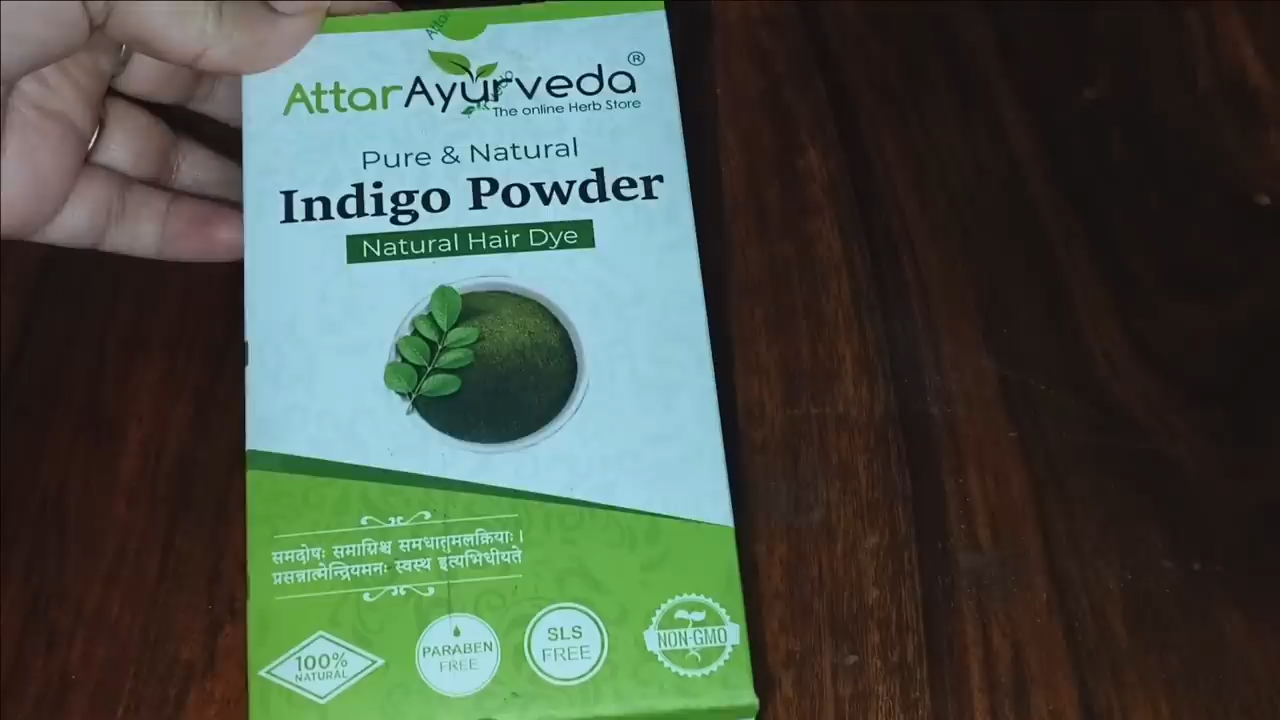 AttarAyurveda®
The online Herb Store
Pure & Natural
Indigo Powder
Natural Hair Dye
समदोषः समाग्निश्च समधातुमलक्रियाः।
प्रसन्नात्मेन्द्रियमनः स्वस्थ इत्यभिधीयते
100%
NATURAL
PARABEN
FREE
SLS
FREE
NON-GMO